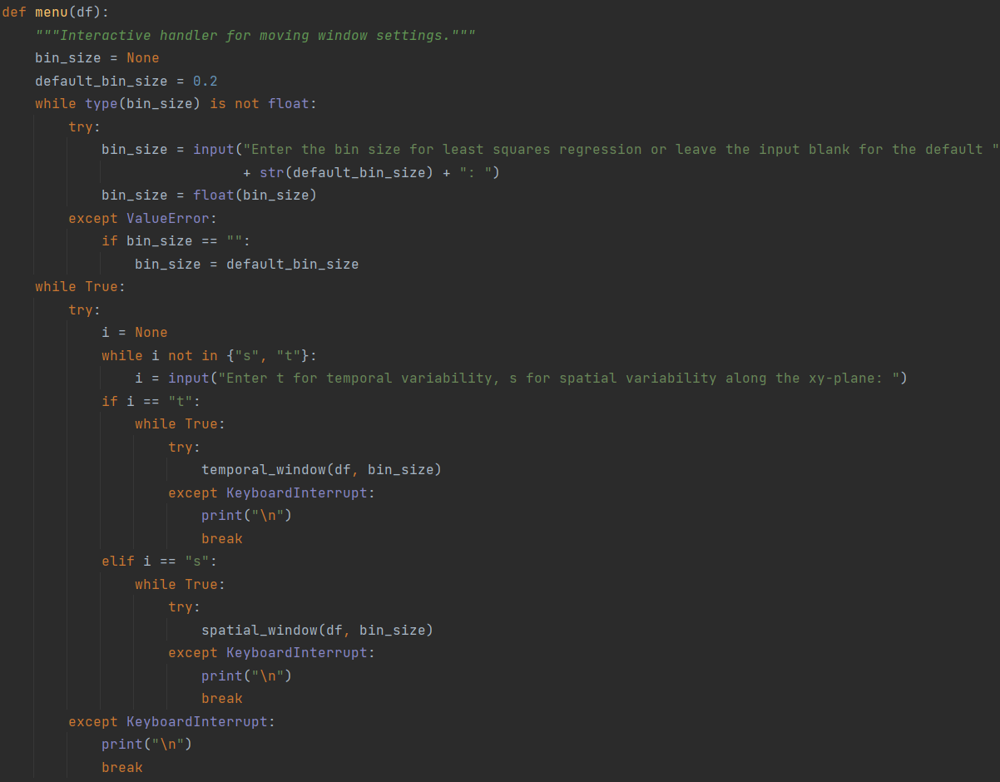 def menu(df):
    """Interactive handler for moving window settings."""
    bin_size = None
    default_bin_size = 0.2
    while type(bin_size) is not float:
        try:
            bin_size = input("Enter the bin size for least squares regression or leave the input blank for the default "
                             + str(default_bin_size) + ": ")
            bin_size = float(bin_size)
        except ValueError:
            if bin_size == "":
                bin_size = default_bin_size
    while True:
        try:
            i = None
            while i not in {"s", "t"}:
                i = input("Enter t for temporal variability, s for spatial variability along the xy-plane: ")
            if i == "t":
                while True:
                    try:
                        temporal_window(df, bin_size)
                    except KeyboardInterrupt:
                        print("\n")
                        break
            elif i == "s":
                while True:
                    try:
                        spatial_window(df, bin_size)
                    except KeyboardInterrupt:
                        print("\n")
                        break
        except KeyboardInterrupt:
            print("\n")
            break